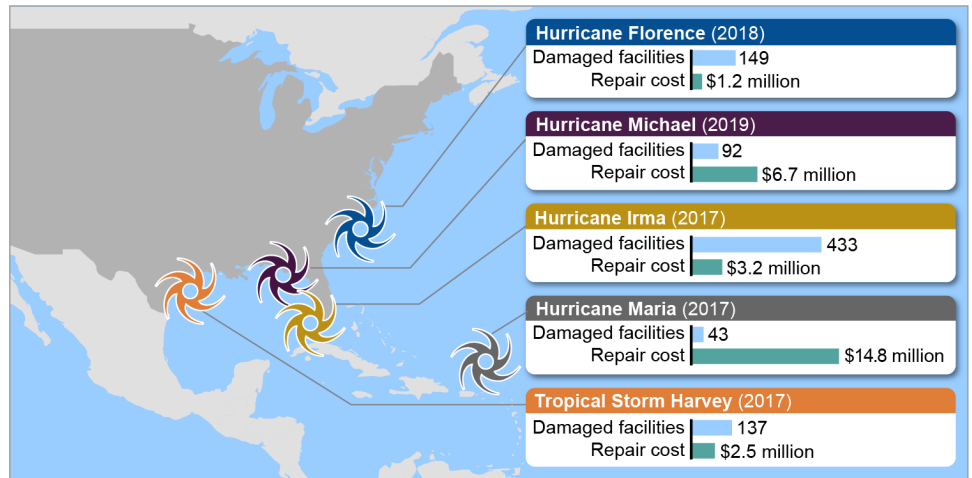 Hurricane Florence (2018)
Damaged facilities 149
Repair cost $1.2 million
Hurricane Michael (2019)
Damaged facilities 92
Repair cost $6.7 million
Hurricane Irma (2017)
Damaged facilities 433
Repair cost $3.2 million
Hurricane Maria (2017)
Damaged facilities 43
Repair cost $14.8 million
Tropical Storm Harvey (2017)
Damaged facilities 137
Repair cost $2.5 million